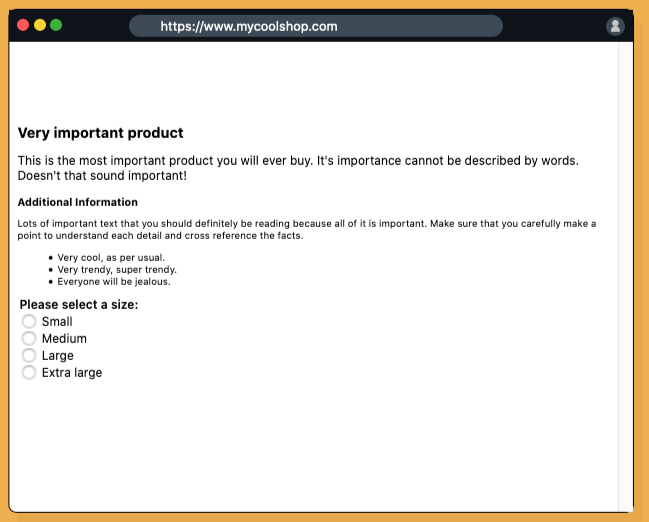 https://www.mycoolshop.com
Very important product
This is the most important product you will ever buy. It's importance cannot be described by words.
Doesn't that sound important!
Additional Information
Lots of important text that you should definitely be reading because all of it is important. Make sure that you carefully make a
point to understand each detail and cross reference the facts.
• Very cool, as per usual.
• Very trendy, super trendy.
• Everyone will be jealous.
Please select a size:
Small
Medium
Large
Extra large